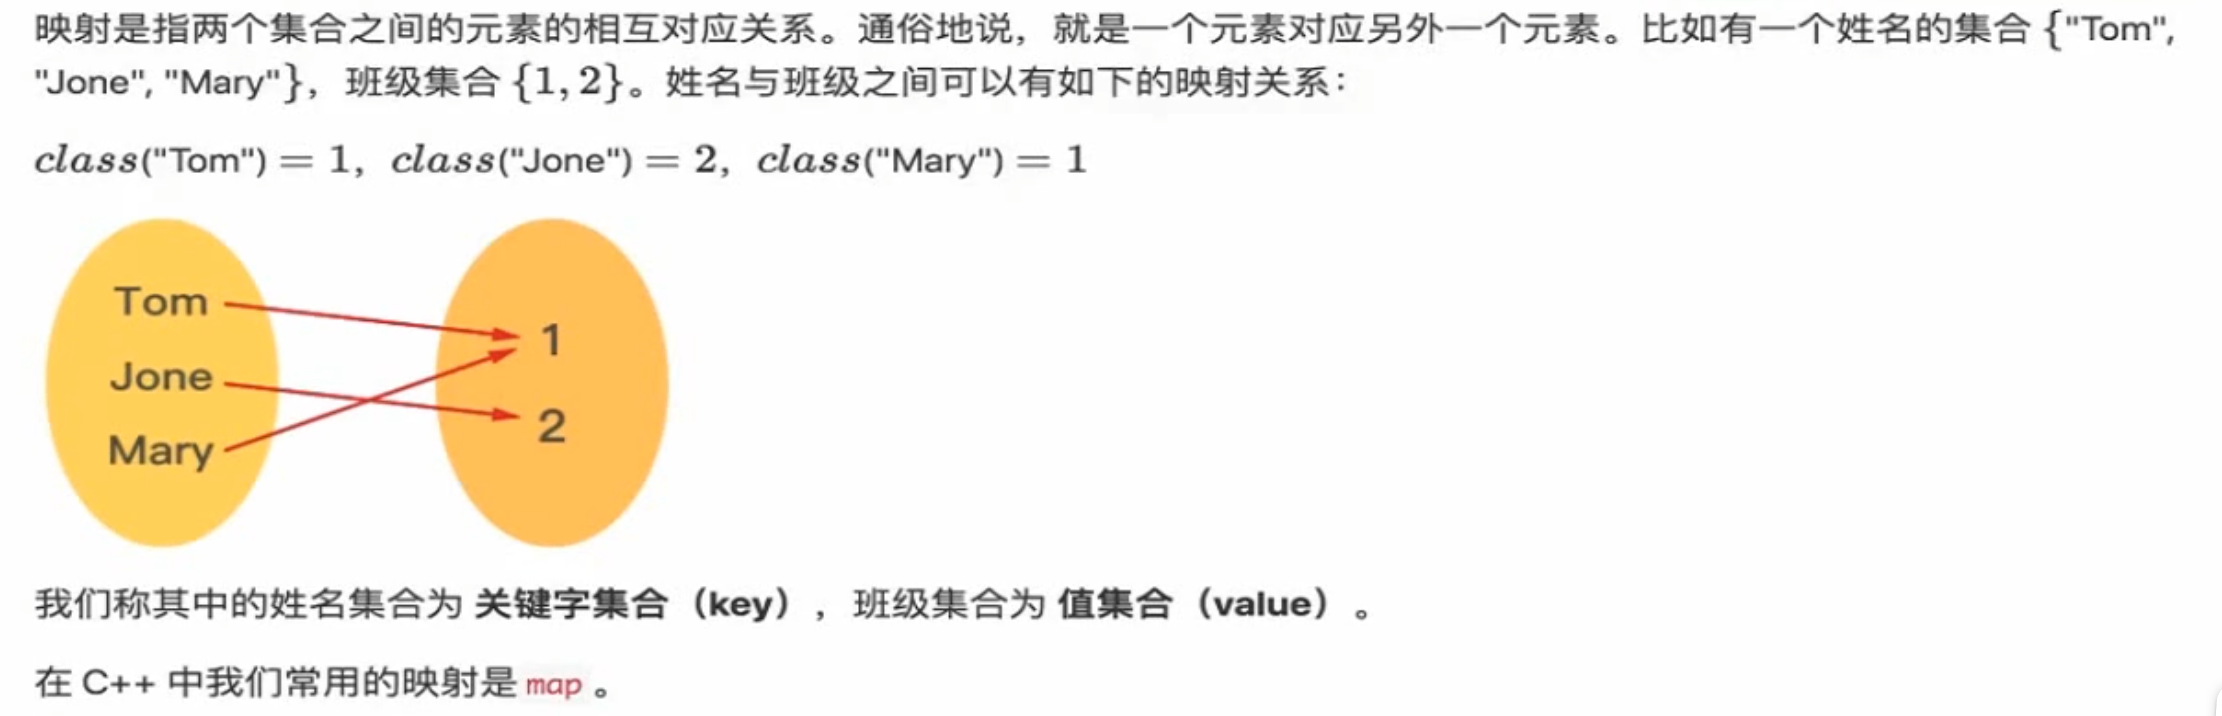 映射是指两个集合之间的元素的相互对应关系。通俗地说，就是一个元素对应另外一个元素。比如有一个姓名的集合 {"Tom",
"Jone", "Mary"}，班级集合 {1, 2}。姓名与班级之间可以有如下的映射关系：
class("Tom") = 1, class("Jone") = 2, class("Mary") = 1
Tom
Jone
Mary
1
2
我们称其中的姓名集合为 关键字集合（key），班级集合为 值集合（value）。
在 C++ 中我们常用的映射是 map 。